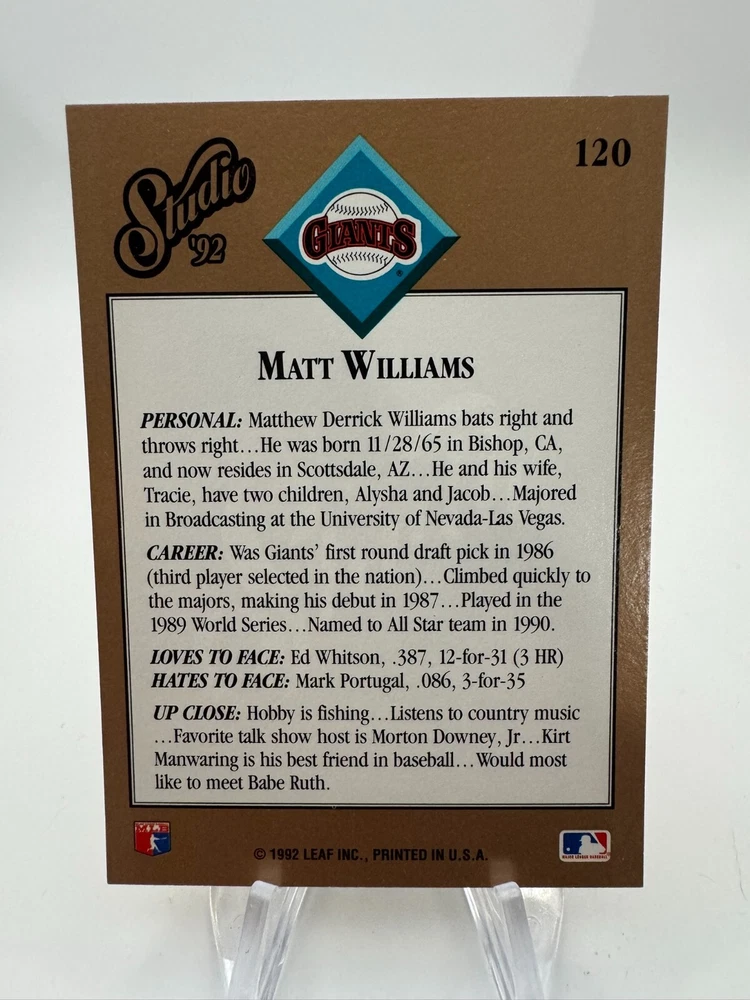 Studio
'92
GIANTS
120
MATT WILLIAMS
PERSONAL: Matthew Derrick Williams bats right and
throws right...He was born 11/28/65 in Bishop, CA,
and now resides in Scottsdale, AZ...He and his wife,
Tracie, have two children, Alysha and Jacob...Majored
in Broadcasting at the University of Nevada-Las Vegas.
CAREER: Was Giants' first round draft pick in 1986
(third player selected in the nation)...Climbed quickly to
the majors, making his debut in 1987...Played in the
1989 World Series...Named to All Star team in 1990.
LOVES TO FACE: Ed Whitson, .387, 12-for-31 (3 HR)
HATES TO FACE: Mark Portugal, .086, 3-for-35
UP CLOSE: Hobby is fishing...Listens to country music
...Favorite talk show host is Morton Downey, Jr...Kirt
Manwaring is his best friend in baseball...Would most
like to meet Babe Ruth.
MLB
© 1992 LEAF INC., PRINTED IN U.S.A.
MAJOR LEAGUE BASEBALL